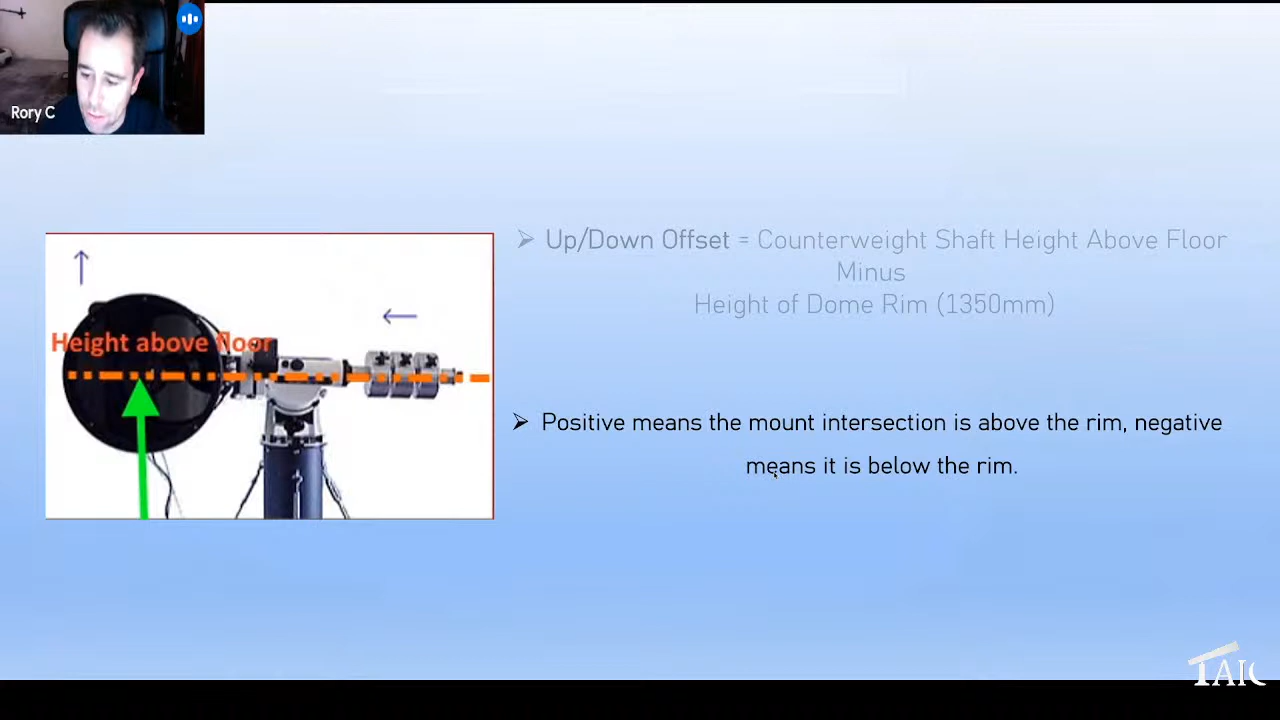 Rory C
Height above floor
➢ Up/Down Offset = Counterweight Shaft Height Above Floor
Minus
Height of Dome Rim (1350mm)
➢ Positive means the mount intersection is above the rim, negative
means it is below the rim.
TAIC